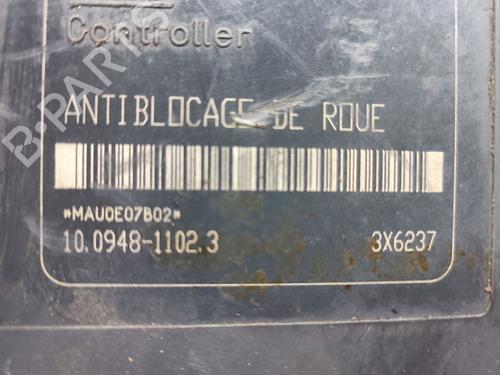 Controller
ANTIBLOCAGE DE ROUE
*MAU0E07B02*
10.0948-1102.3 3X6237
B-PARTS